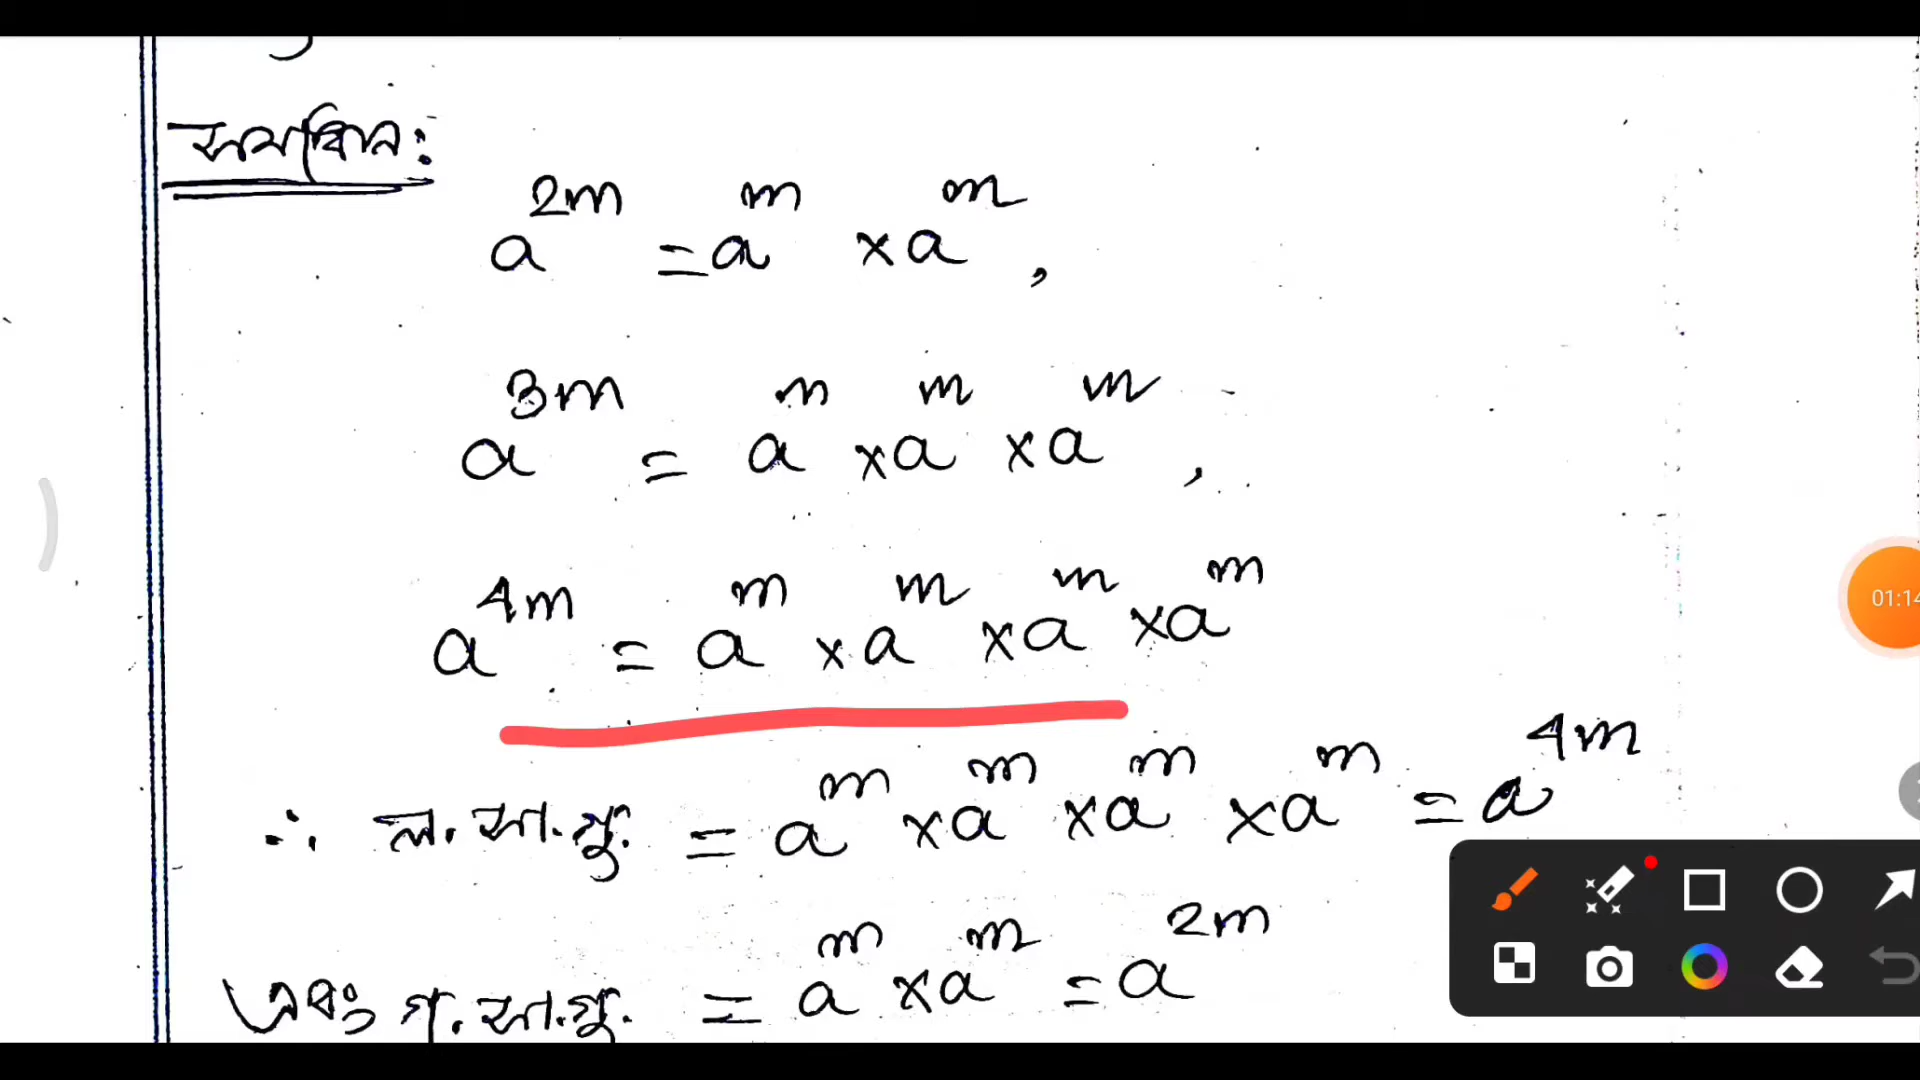 সমাধান:
a^{2m} = a^m × a^m,
a^{3m} = a^m × a^m × a^m,
a^{4m} = a^m × a^m × a^m × a^m
∴ ল.সা.গু. = a^m × a^m × a^m × a^m = a^{4m}
এবং গ.সা.গু. = a^m × a^m = a^{2m}
01:14